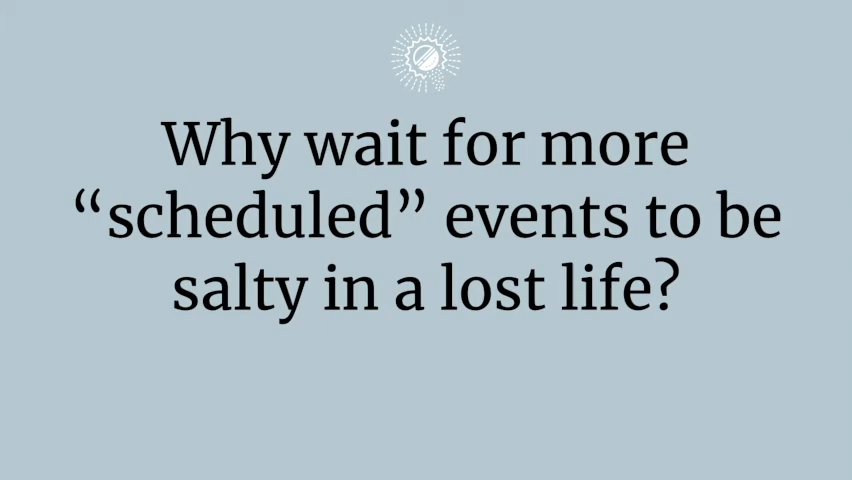 Why wait for more
“scheduled” events to be
salty in a lost life?